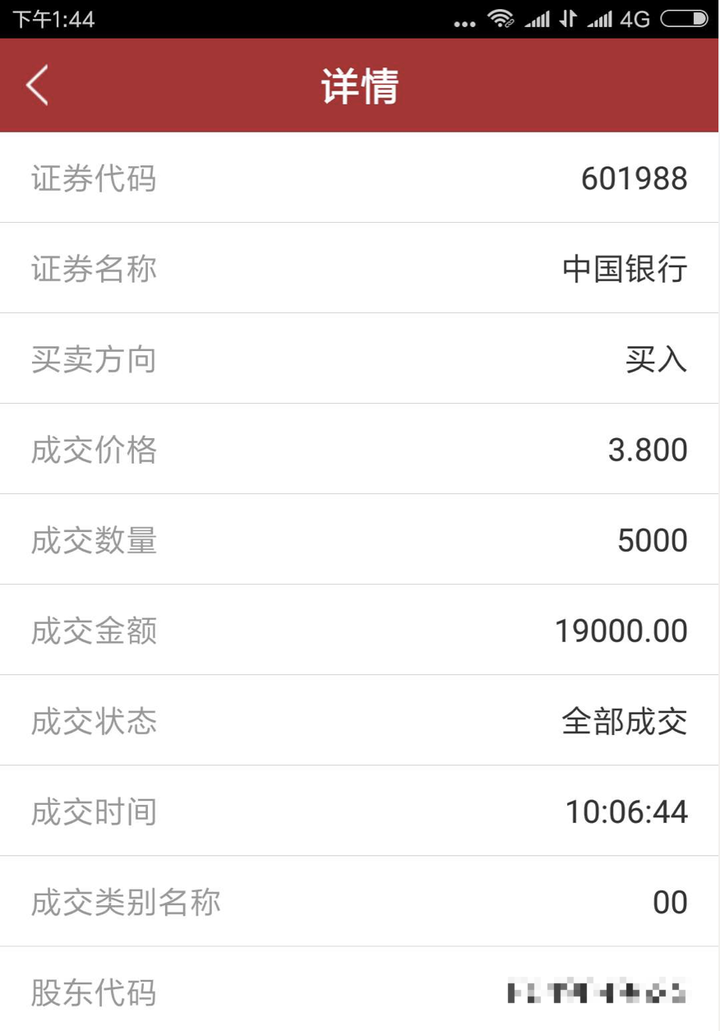 下午1:44 ... 4G
详情
证券代码 601988
证券名称 中国银行
买卖方向 买入
成交价格 3.800
成交数量 5000
成交金额 19000.00
成交状态 全部成交
成交时间 10:06:44
成交类别名称 00
股东代码